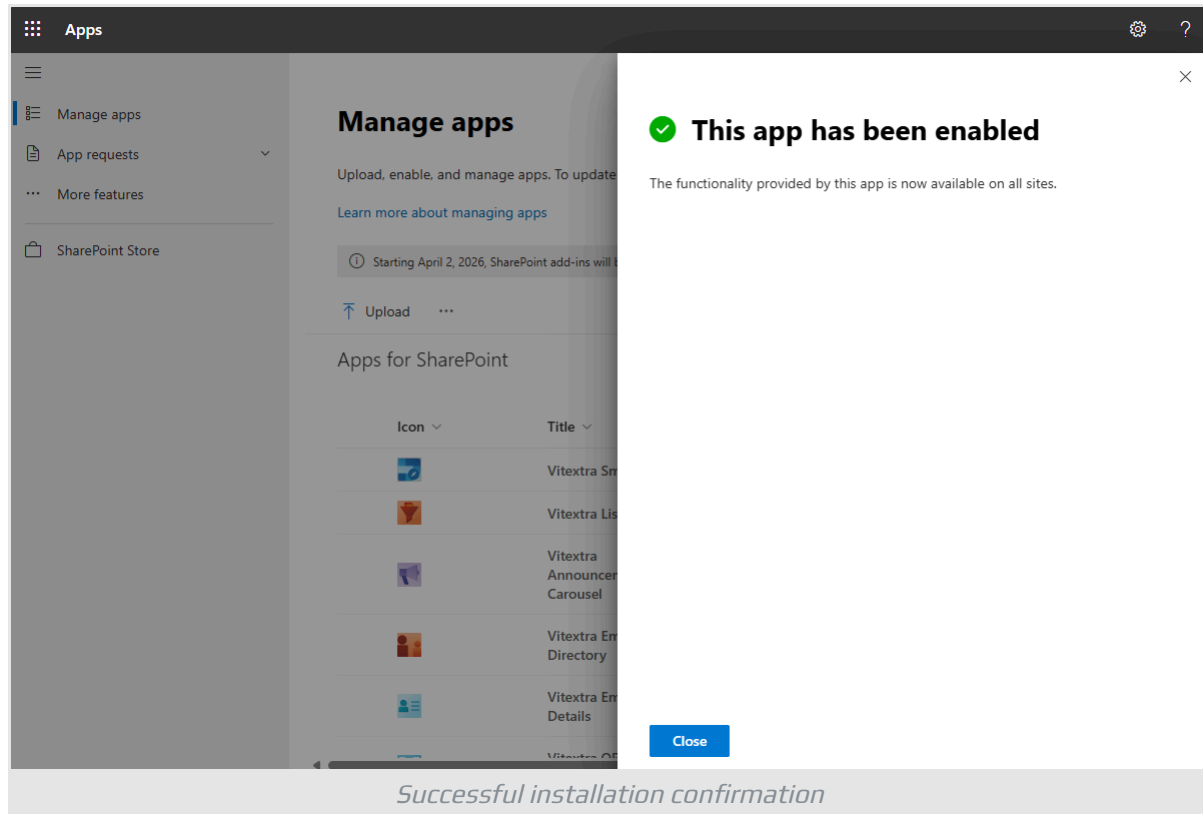 Apps
?
Manage apps
App requests
More features
SharePoint Store
Manage apps
Upload, enable, and manage apps. To update
Learn more about managing apps
Starting April 2, 2026, SharePoint add-ins will
Upload
Apps for SharePoint
Icon
Title
Vitextra
Vitextra
Vitextra
Carousel
Vitextra
Directory
Vitextra
Details
This app has been enabled
The functionality provided by this app is now available on all sites.
Close
Successful installation confirmation